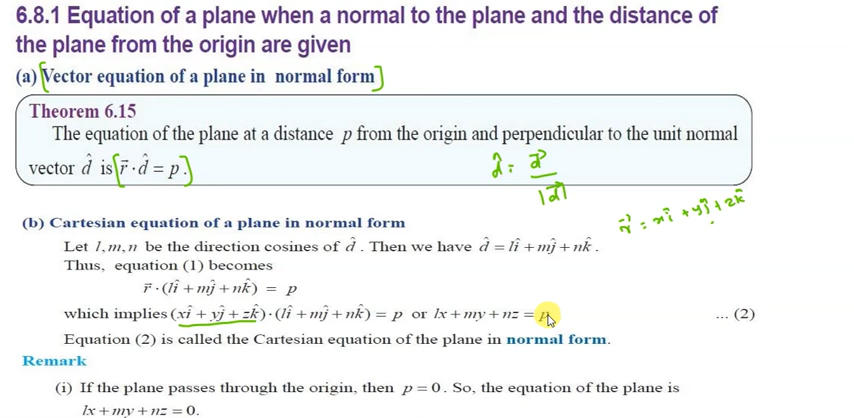 6.8.1 Equation of a plane when a normal to the plane and the distance of
the plane from the origin are given
(a) [Vector equation of a plane in normal form]
Theorem 6.15
The equation of the plane at a distance p from the origin and perpendicular to the unit normal
vector d̂ is [r⃗ · d̂ = p.]
d̂ = d⃗ / |d⃗|
r⃗ = xî + yĵ + zk̂
(b) Cartesian equation of a plane in normal form
Let l, m, n be the direction cosines of d̂. Then we have d̂ = lî + mĵ + nk̂.
Thus, equation (1) becomes
r⃗ · (lî + mĵ + nk̂) = p
which implies (xî + yĵ + zk̂) · (lî + mĵ + nk̂) = p or lx + my + nz = p ... (2)
Equation (2) is called the Cartesian equation of the plane in normal form.
Remark
(i) If the plane passes through the origin, then p = 0. So, the equation of the plane is
lx + my + nz = 0.